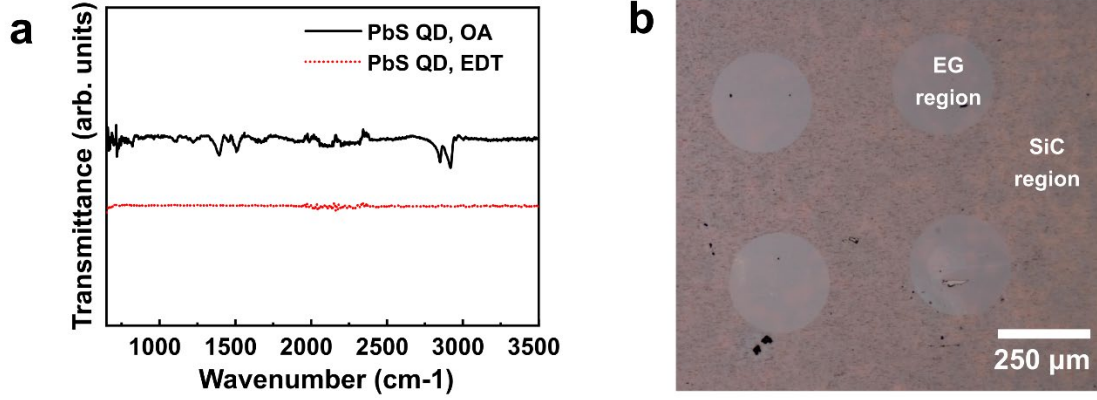 a
PbS QD, OA
PbS QD, EDT
Transmittance (arb. units)
1000 1500 2000 2500 3000 3500
Wavenumber (cm-1)
b
EG
region
SiC
region
250 μm